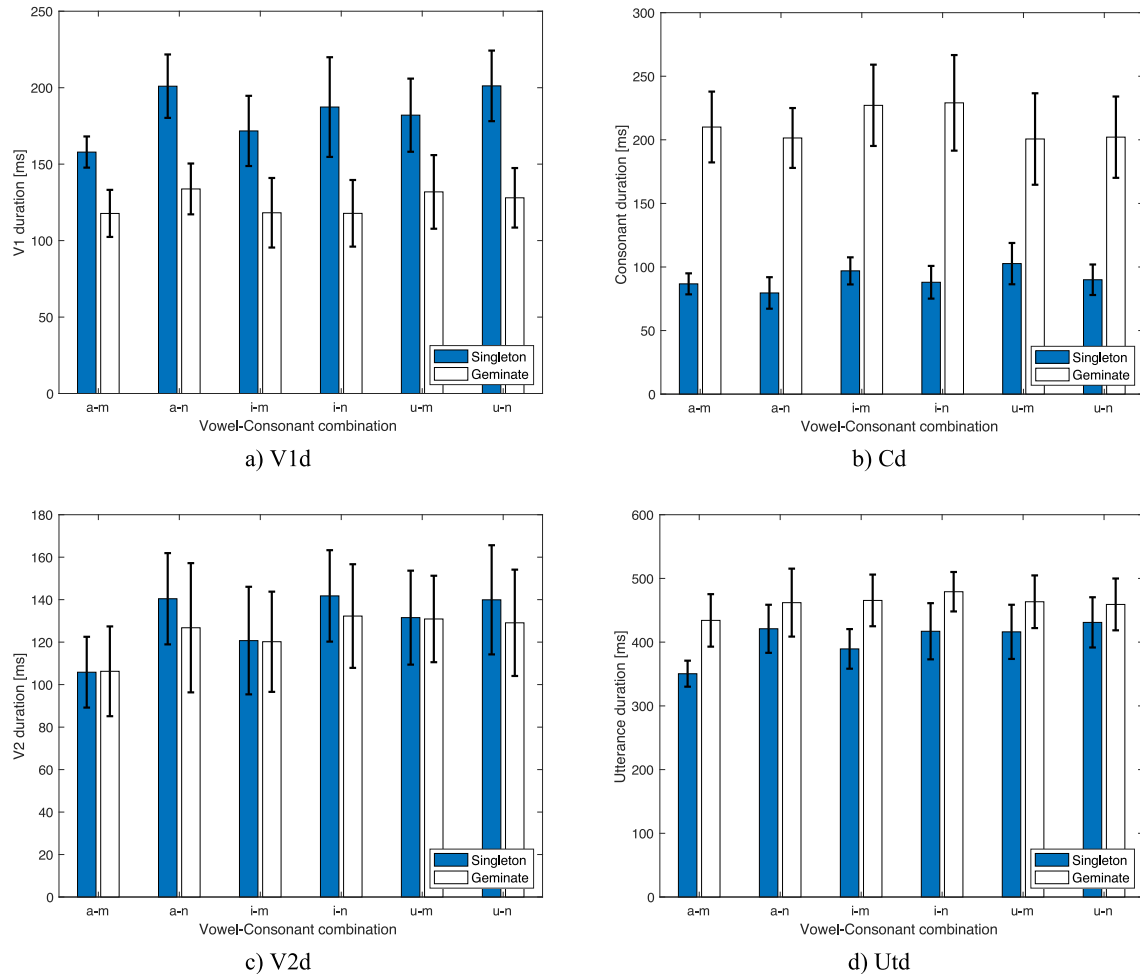 250
200
150
100
50
0
V1 duration [ms]
Singleton
Geminate
a-m a-n i-m i-n u-m u-n
Vowel-Consonant combination
a) V1d
300
250
200
150
100
50
0
Consonant duration [ms]
Singleton
Geminate
a-m a-n i-m i-n u-m u-n
Vowel-Consonant combination
b) Cd
180
160
140
120
100
80
60
40
20
0
V2 duration [ms]
Singleton
Geminate
a-m a-n i-m i-n u-m u-n
Vowel-Consonant combination
c) V2d
600
500
400
300
200
100
0
Utterance duration [ms]
Singleton
Geminate
a-m a-n i-m i-n u-m u-n
Vowel-Consonant combination
d) Utd